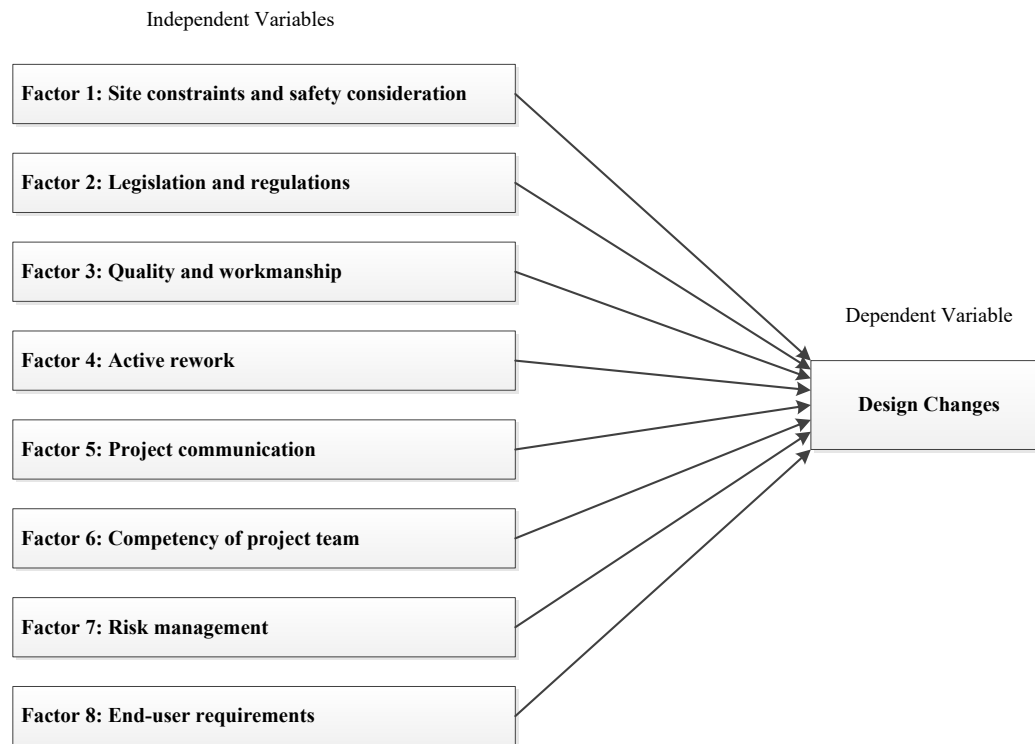 Independent Variables
Factor 1: Site constraints and safety consideration
Factor 2: Legislation and regulations
Factor 3: Quality and workmanship
Factor 4: Active rework
Factor 5: Project communication
Factor 6: Competency of project team
Factor 7: Risk management
Factor 8: End-user requirements
Dependent Variable
Design Changes